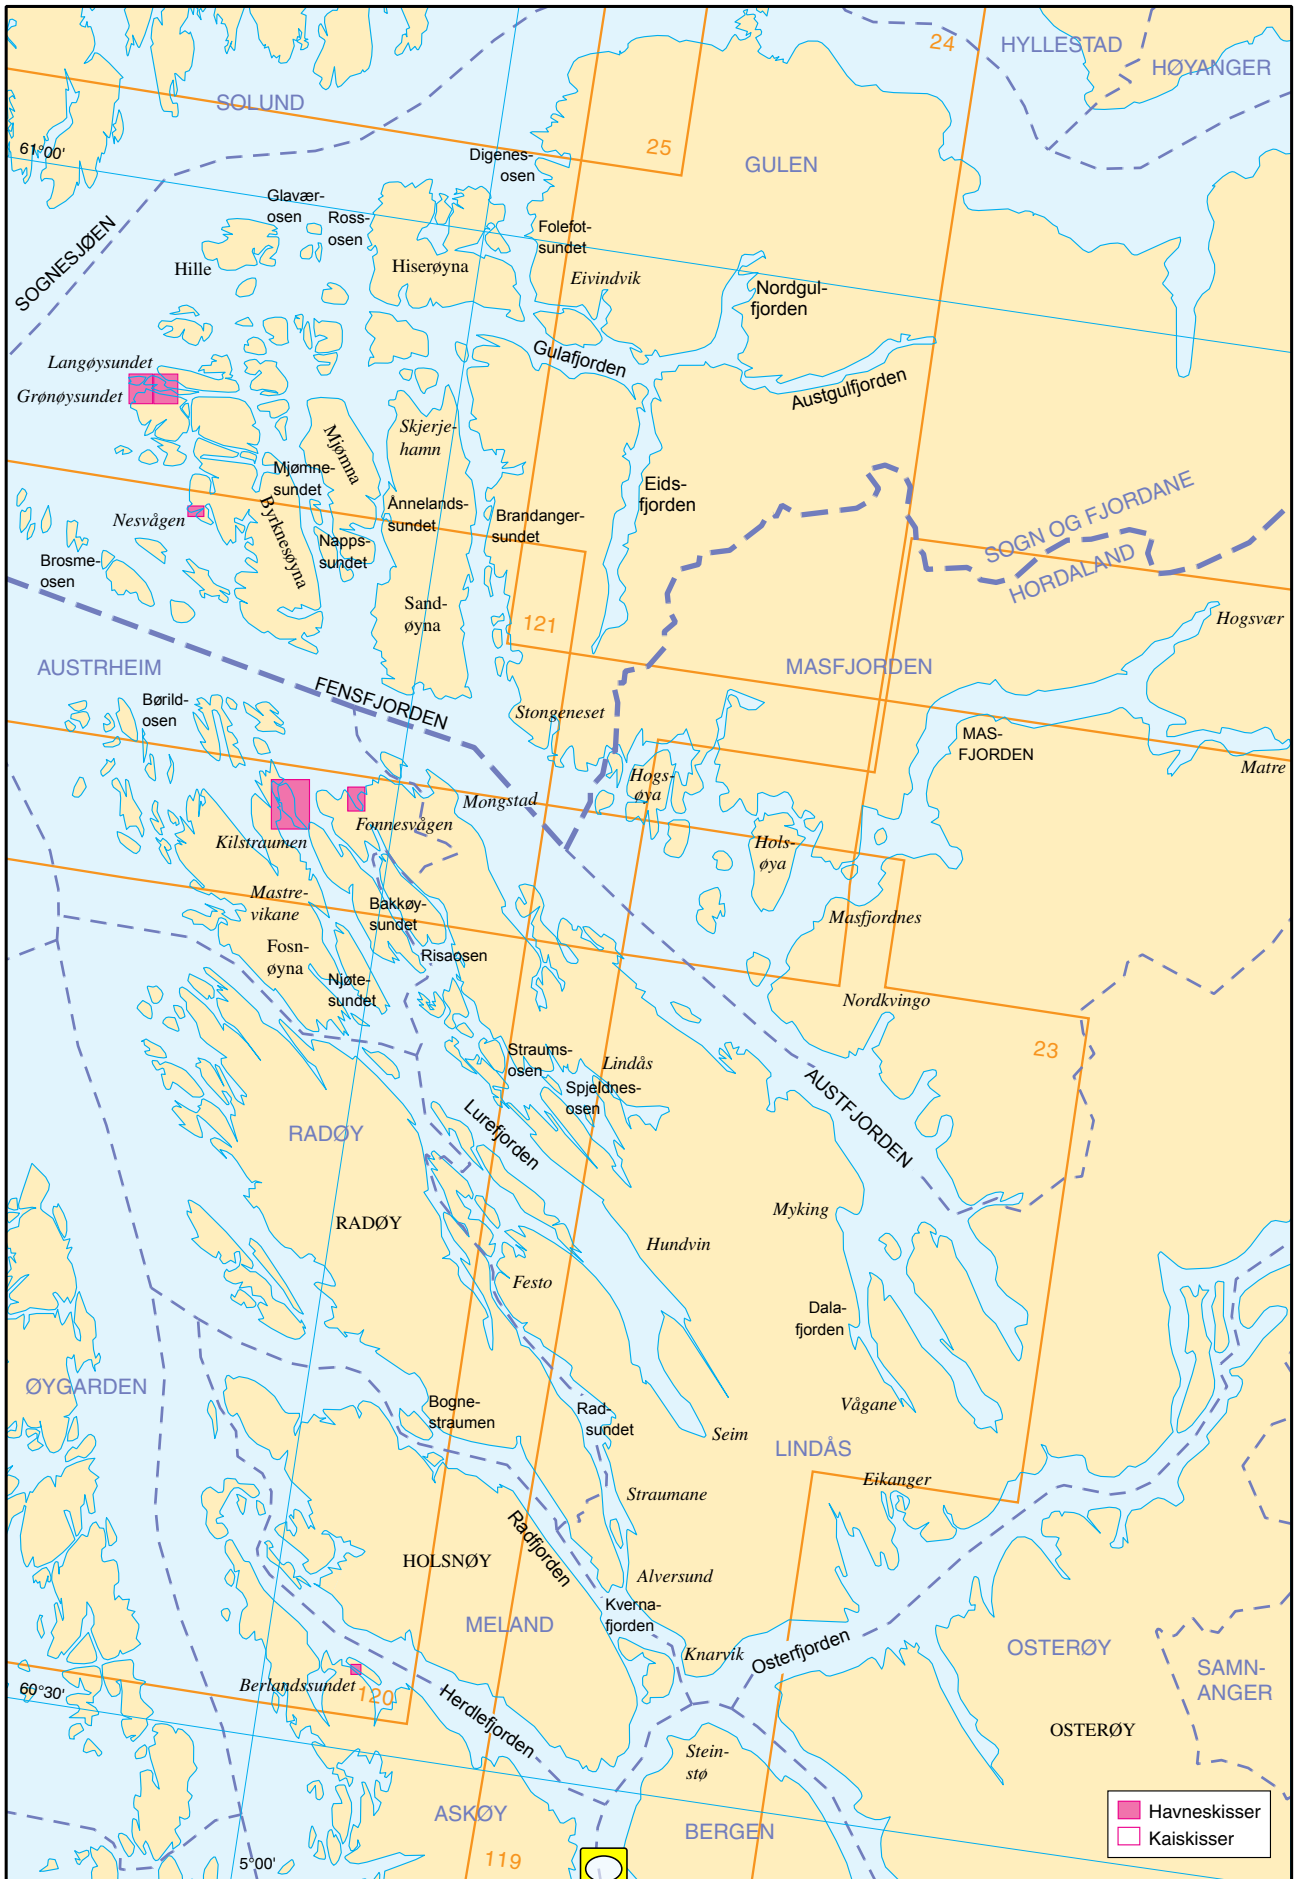 24
HYLLESTAD
HØYANGER
SOLUND
61°00'
25
GULEN
Digenes-
osen
Glavær-
osen
Ross-
osen
Folefot-
sundet
SOGNESJØEN
Hille
Hiserøyna
Eivindvik
Nordgul-
fjorden
Langøysundet
Grønøysundet
Gulafjorden
Austgulfjorden
Skjerje-
hamn
Mjømna
Mjømne-
sundet
Byrknesøyna
Eids-
fjorden
Ånnelands-
sundet
Brandanger-
sundet
Nesvågen
Napps-
sundet
SOGN OG FJORDANE
HORDALAND
Brosme-
osen
Sand-
øyna
121
Hogsvær
AUSTRHEIM
MASFJORDEN
FENSFJORDEN
Børild-
osen
Stongeneset
MAS-
FJORDEN
Matre
Hogs-
øya
Mongstad
Fonnesvågen
Kilstraumen
Hols-
øya
Mastre-
vikane
Bakkøy-
sundet
Masfjordnes
Fosn-
øyna
Risaosen
Njøte-
sundet
Nordkvingo
23
Straums-
osen
Lindås
Spjeldnes-
osen
AUSTFJORDEN
Lurefjorden
RADØY
RADØY
Myking
Hundvin
Festo
Dala-
fjorden
ØYGARDEN
Bogne-
straumen
Rad-
sundet
Vågane
Seim
LINDÅS
Eikanger
Straumane
Radfjorden
HOLSNØY
Alversund
Kverna-
fjorden
MELAND
Knarvik
Osterfjorden
OSTERØY
SAMN-
ANGER
Berlandssundet
120
60°30'
Herdlefjorden
OSTERØY
Stein-
stø
ASKØY
BERGEN
Havneskisser
Kaiskisser
119
5°00'